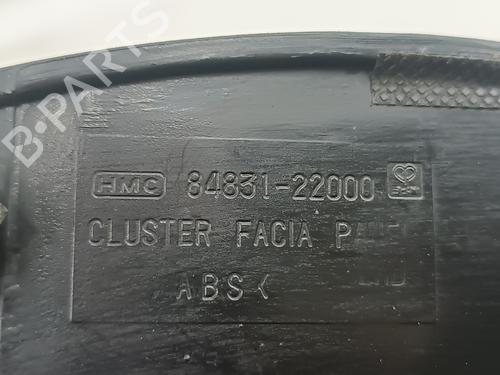 B-PARTS
HMC 84831-22000
CLUSTER FACIA
ABS<